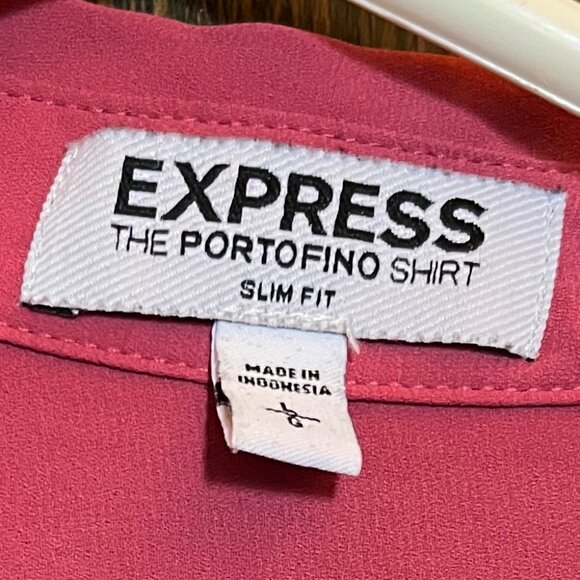 EXPRESS
THE PORTOFINO SHIRT
SLIM FIT
MADE IN
INDONESIA
L/G